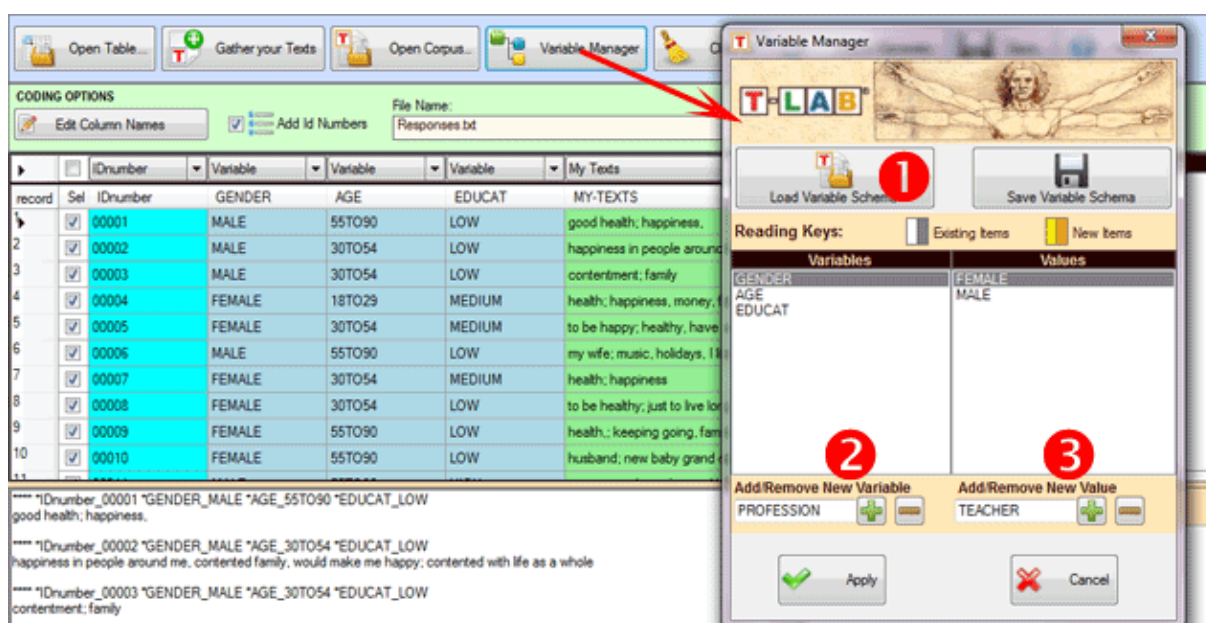 Open Table...
Gather your Texts
Open Corpus...
Variable Manager
CODING OPTIONS
Edit Column Names
Add Id Numbers
File Name:
Responses.txt
IDnumber Variable Variable Variable My Texts
record Sel IDnumber GENDER AGE EDUCAT MY-TEXTS
1 00001 MALE 55TO90 LOW good health; happiness,
2 00002 MALE 30TO54 LOW happiness in people around
3 00003 MALE 30TO54 LOW contentment; family
4 00004 FEMALE 18TO29 MEDIUM health; happiness, money,
5 00005 FEMALE 30TO54 MEDIUM to be happy; healthy, have
6 00006 MALE 55TO90 LOW my wife; music, holidays, I
7 00007 FEMALE 30TO54 MEDIUM health; happiness
8 00008 FEMALE 30TO54 LOW to be healthy; just to live
9 00009 FEMALE 55TO90 LOW health,; keeping going,
10 00010 FEMALE 55TO90 LOW husband; new baby grand
**** *IDnumber_00001 *GENDER_MALE *AGE_55TO90 *EDUCAT_LOW
good health; happiness,
**** *IDnumber_00002 *GENDER_MALE *AGE_30TO54 *EDUCAT_LOW
happiness in people around me, contented family, would make me happy; contented with life as a whole
**** *IDnumber_00003 *GENDER_MALE *AGE_30TO54 *EDUCAT_LOW
contentment; family
Variable Manager
T-LAB
1
Load Variable Schema
Save Variable Schema
Reading Keys:
Existing Items
New Items
Variables Values
GENDER FEMALE
AGE MALE
EDUCAT
2 3
Add/Remove New Variable Add/Remove New Value
PROFESSION TEACHER
Apply Cancel